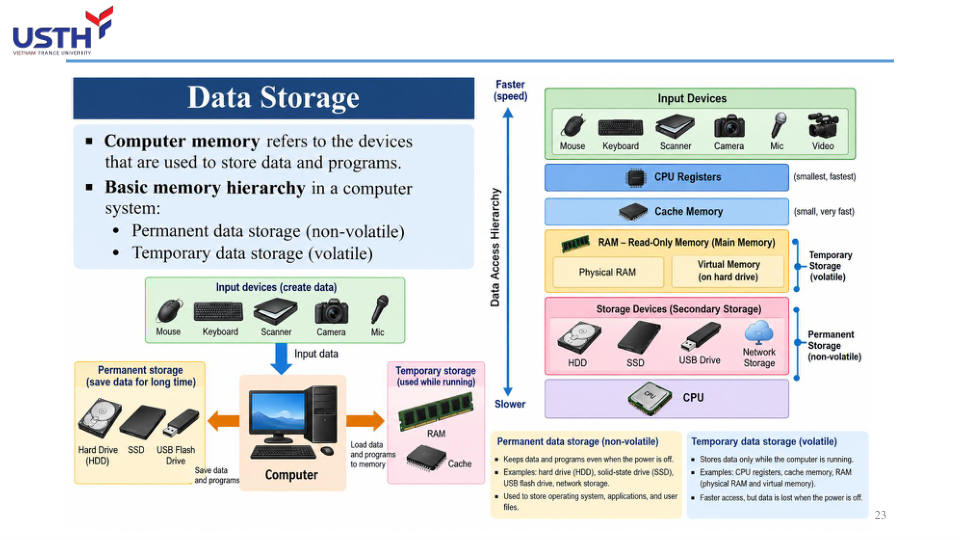 USTH
VIETNAM FRANCE UNIVERSITY
Data Storage
▪ Computer memory refers to the devices
that are used to store data and programs.
▪ Basic memory hierarchy in a computer
system:
• Permanent data storage (non-volatile)
• Temporary data storage (volatile)
Input devices (create data)
Mouse Keyboard Scanner Camera Mic
Input data
Permanent storage
(save data for long time)
Hard Drive
(HDD)
SSD
USB Flash
Drive
Save data
and programs
Computer
Load data
and programs
to memory
Temporary storage
(used while running)
RAM
Cache
Faster
(speed)
Data Access Hierarchy
Slower
Input Devices
Mouse Keyboard Scanner Camera Mic Video
CPU Registers
(smallest, fastest)
Cache Memory
(small, very fast)
RAM – Read-Only Memory (Main Memory)
Physical RAM
Virtual Memory
(on hard drive)
Temporary
Storage
(volatile)
Storage Devices (Secondary Storage)
HDD SSD USB Drive
Network
Storage
Permanent
Storage
(non-volatile)
CPU
CPU
Permanent data storage (non-volatile)
▪ Keeps data and programs even when the power is off.
▪ Examples: hard drive (HDD), solid-state drive (SSD),
USB flash drive, network storage.
▪ Used to store operating system, applications, and user
files.
Temporary data storage (volatile)
▪ Stores data only while the computer is running.
▪ Examples: CPU registers, cache memory, RAM
(physical RAM and virtual memory).
▪ Faster access, but data is lost when the power is off.
23